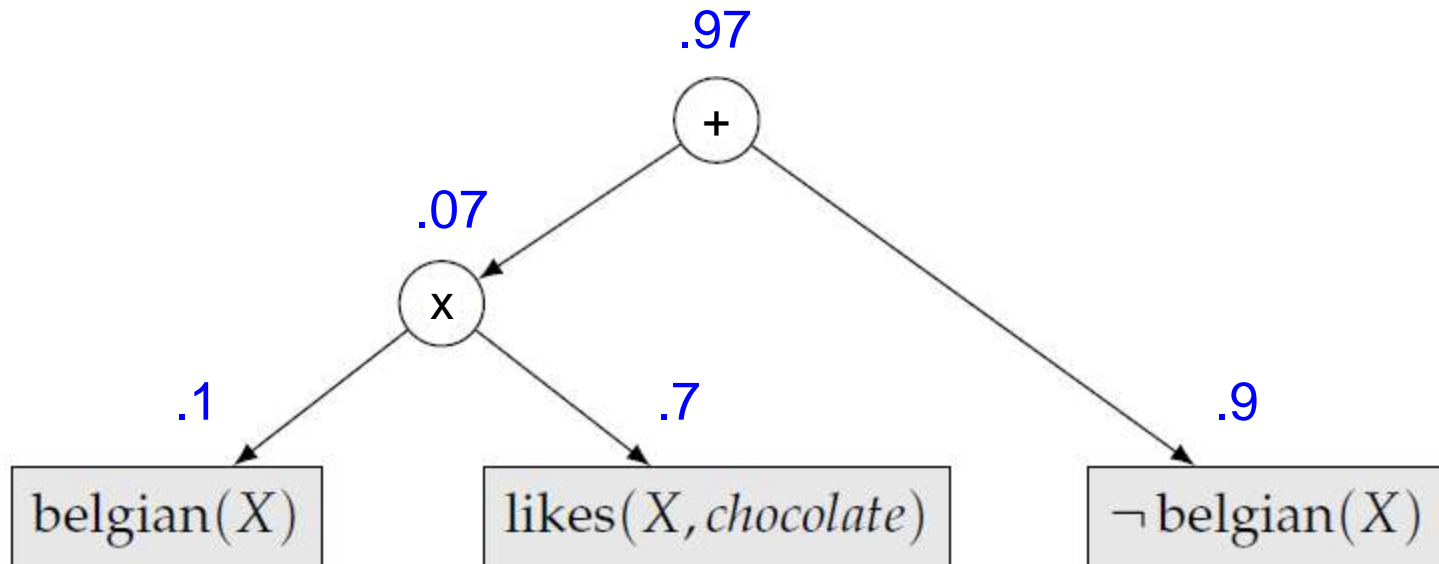 .97
+
.07
x
.1
.7
.9
belgian(X)
likes(X, chocolate)
¬ belgian(X)